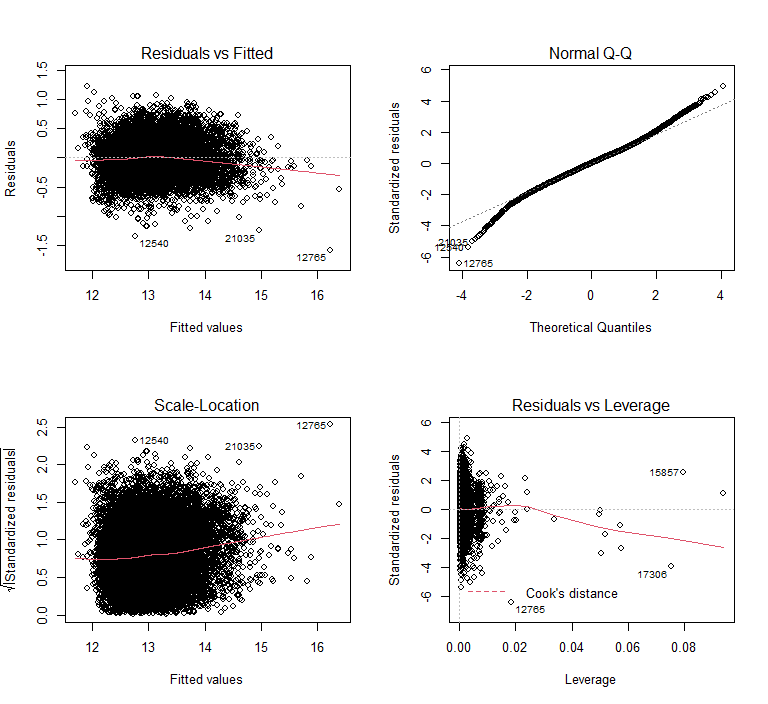 Residuals vs Fitted
Residuals
1.5
1.0
0.5
-0.5
-1.5
12540
21035
12765
12 13 14 15 16
Fitted values
Normal Q-Q
Standardized residuals
6
4
2
0
-2
-4
-6
21035
12540
12765
-4 -2 0 2 4
Theoretical Quantiles
Scale-Location
√|Standardized residuals|
2.5
2.0
1.5
1.0
0.5
0.0
12540
21035
12765
12 13 14 15 16
Fitted values
Residuals vs Leverage
Standardized residuals
6
4
2
0
-2
-4
-6
15857
17306
Cook's distance
12765
0.00 0.02 0.04 0.06 0.08
Leverage